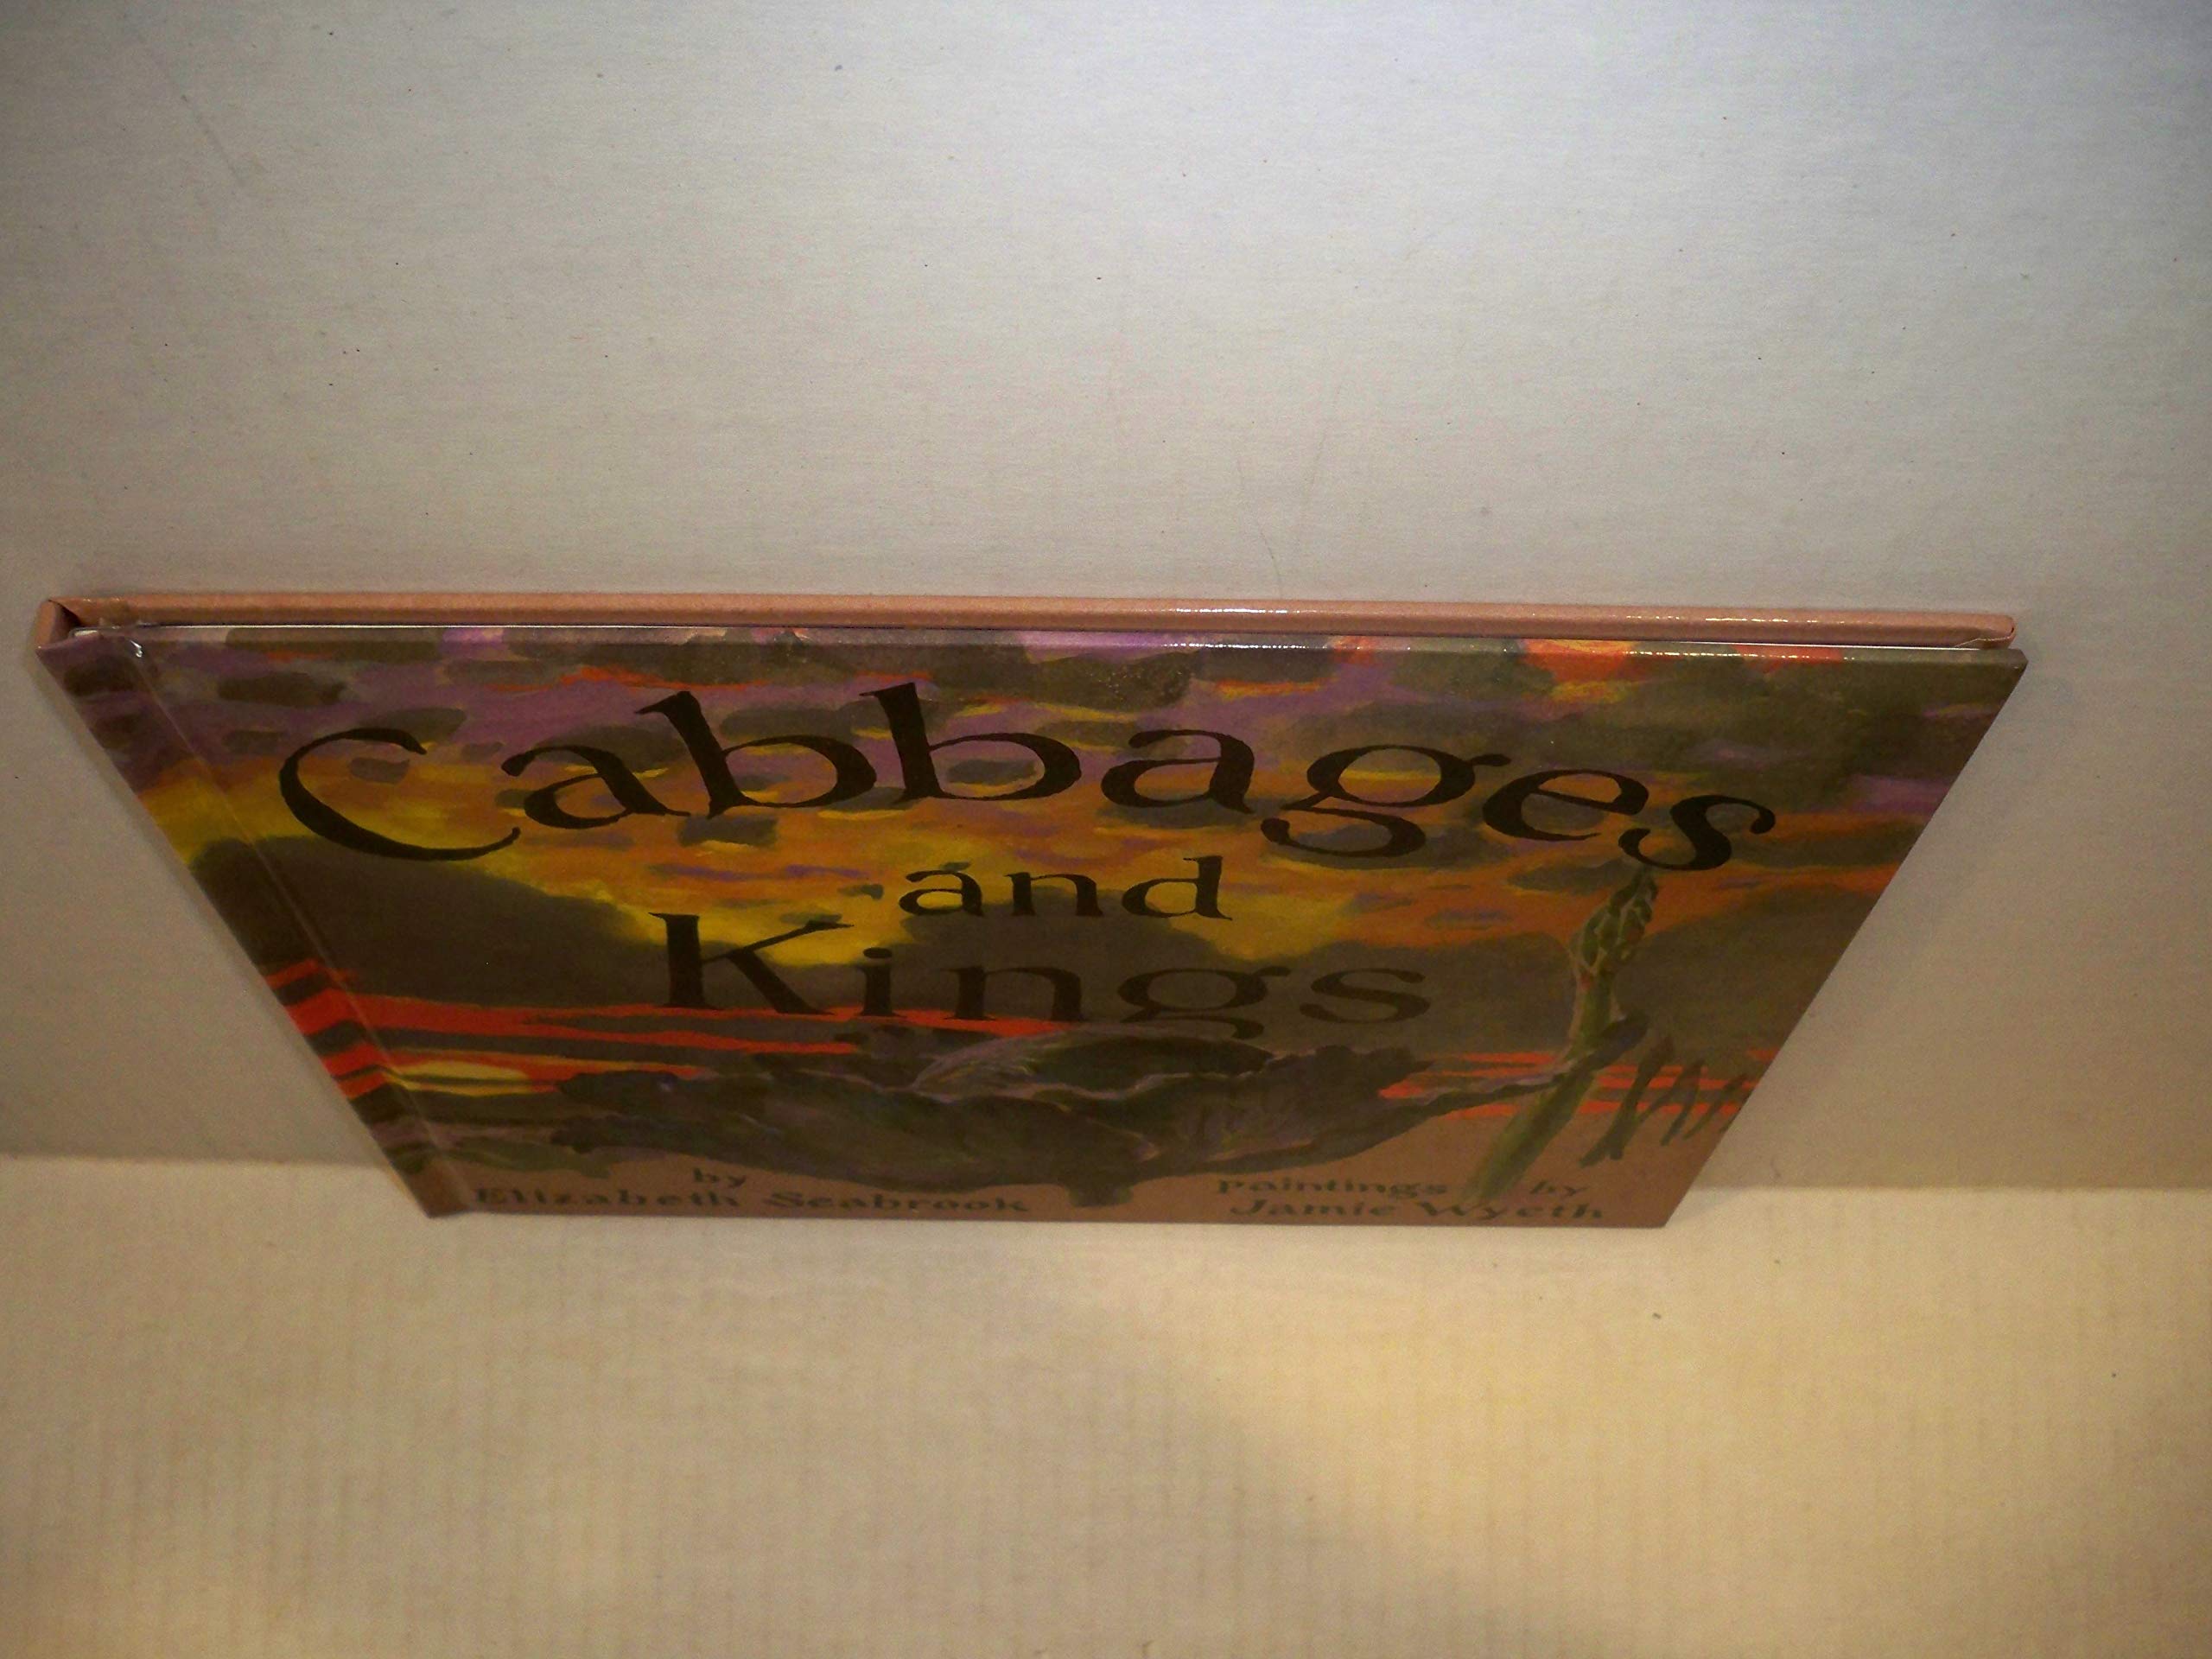 Cabbages
and
Kings
by
Elizabeth Seabrook
paintings by
Jamie Wyeth